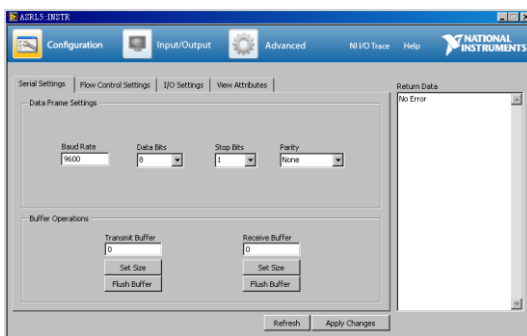 ASRL5::INSTR
Configuration
Input/Output
Advanced
NI I/O Trace
Help
NATIONAL INSTRUMENTS
Serial Settings
Flow Control Settings
I/O Settings
View Attributes
Return Data
No Error
Data Frame Settings
Baud Rate
Data Bits
Stop Bits
Parity
9600
8
1
None
Buffer Operations
Transmit Buffer
Receive Buffer
0
0
Set Size
Set Size
Flush Buffer
Flush Buffer
Refresh
Apply Changes